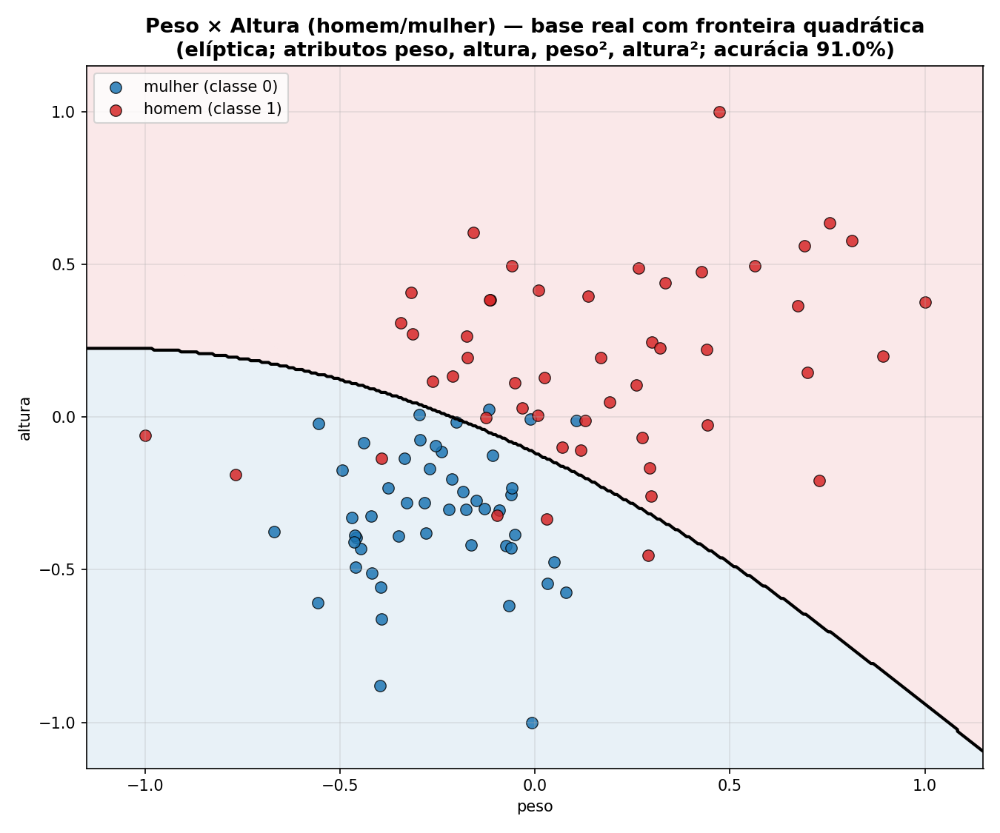 Peso × Altura (homem/mulher) — base real com fronteira quadrática
(elíptica; atributos peso, altura, peso², altura²; acurácia 91.0%)
mulher (classe 0)
homem (classe 1)
1.0
0.5
0.0
−0.5
−1.0
altura
−1.0
−0.5
0.0
0.5
1.0
peso